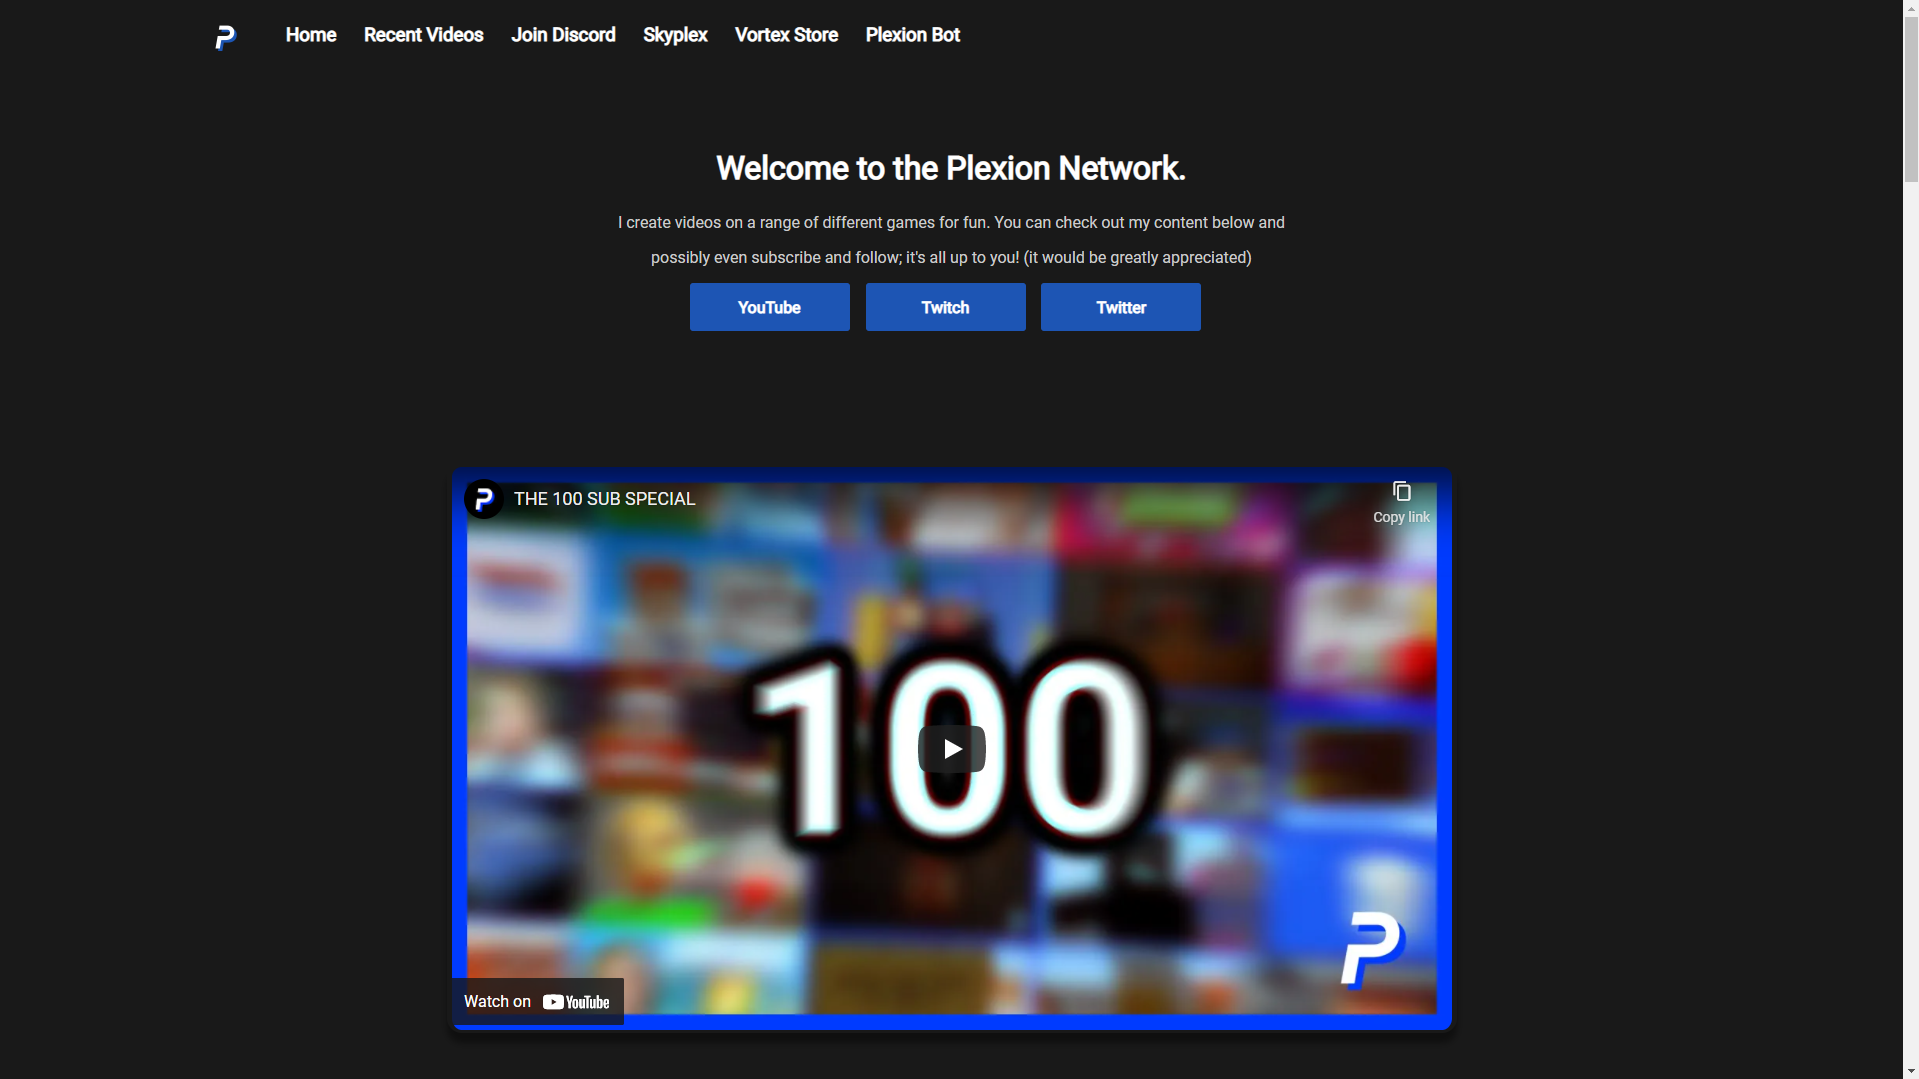 Home Recent Videos Join Discord Skyplex Vortex Store Plexion Bot
Welcome to the Plexion Network.
I create videos on a range of different games for fun. You can check out my content below and
possibly even subscribe and follow; it's all up to you! (it would be greatly appreciated)
YouTube Twitch Twitter
THE 100 SUB SPECIAL
Copy link
100
Watch on YouTube